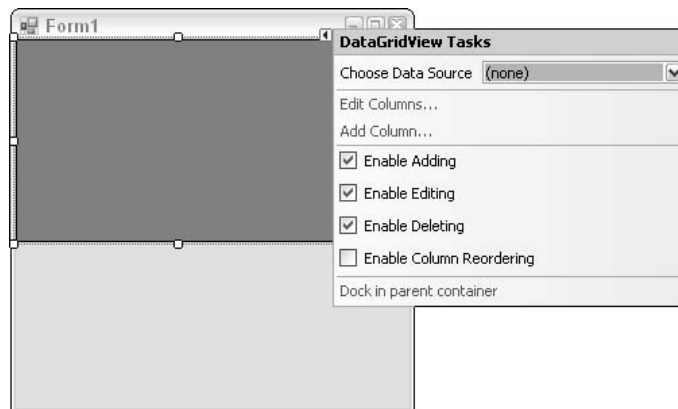 Form1
DataGridView Tasks
Choose Data Source (none)
Edit Columns...
Add Column...
Enable Adding
Enable Editing
Enable Deleting
Enable Column Reordering
Dock in parent container